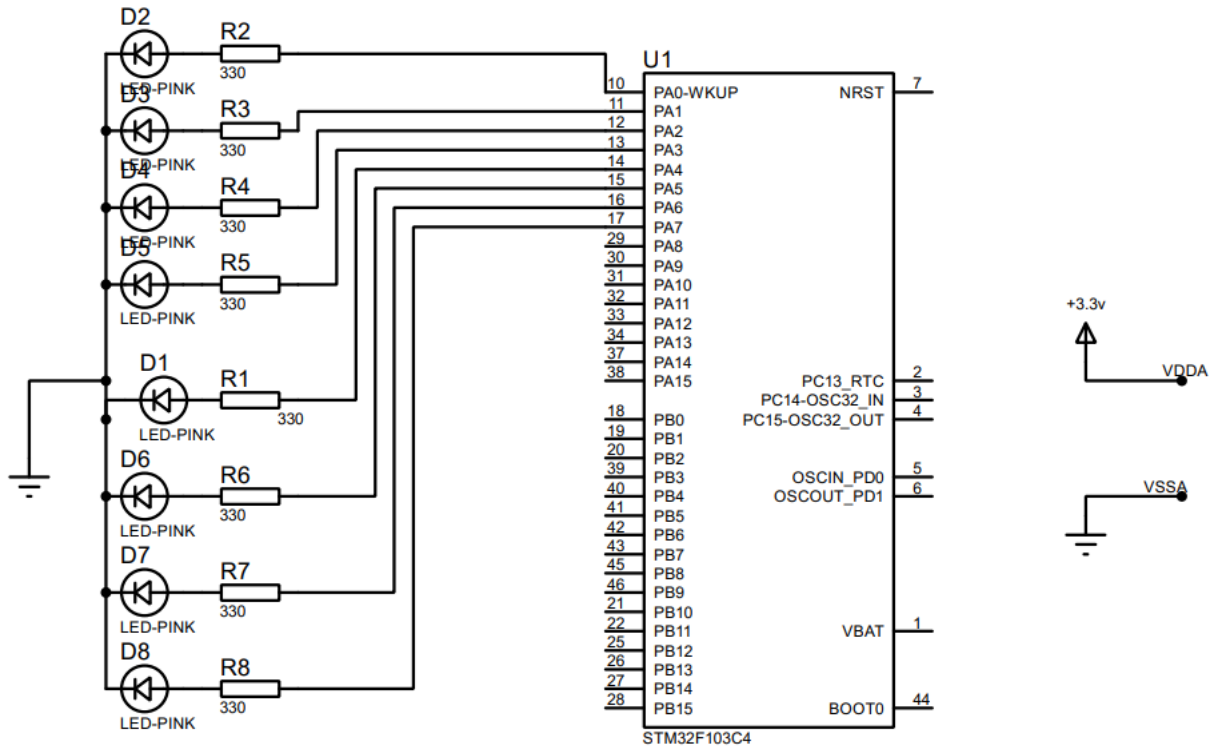 D2
R2
LED-PINK
330
D3
R3
LED-PINK
330
D4
R4
LED-PINK
330
D5
R5
LED-PINK
330
D1
R1
LED-PINK
330
D6
R6
LED-PINK
330
D7
R7
LED-PINK
330
D8
R8
LED-PINK
330
U1
10 PA0-WKUP NRST 7
11 PA1
12 PA2
13 PA3
14 PA4
15 PA5
16 PA6
17 PA7
29 PA8
30 PA9
31 PA10
32 PA11
33 PA12
34 PA13
37 PA14
38 PA15 PC13_RTC 2
PC14-OSC32_IN 3
18 PB0 PC15-OSC32_OUT 4
19 PB1
20 PB2
39 PB3 OSCIN_PD0 5
40 PB4 OSCOUT_PD1 6
41 PB5
42 PB6
43 PB7
45 PB8
46 PB9
21 PB10
22 PB11 VBAT 1
25 PB12
26 PB13
27 PB14
28 PB15 BOOT0 44
STM32F103C4
+3.3v
VDDA
VSSA